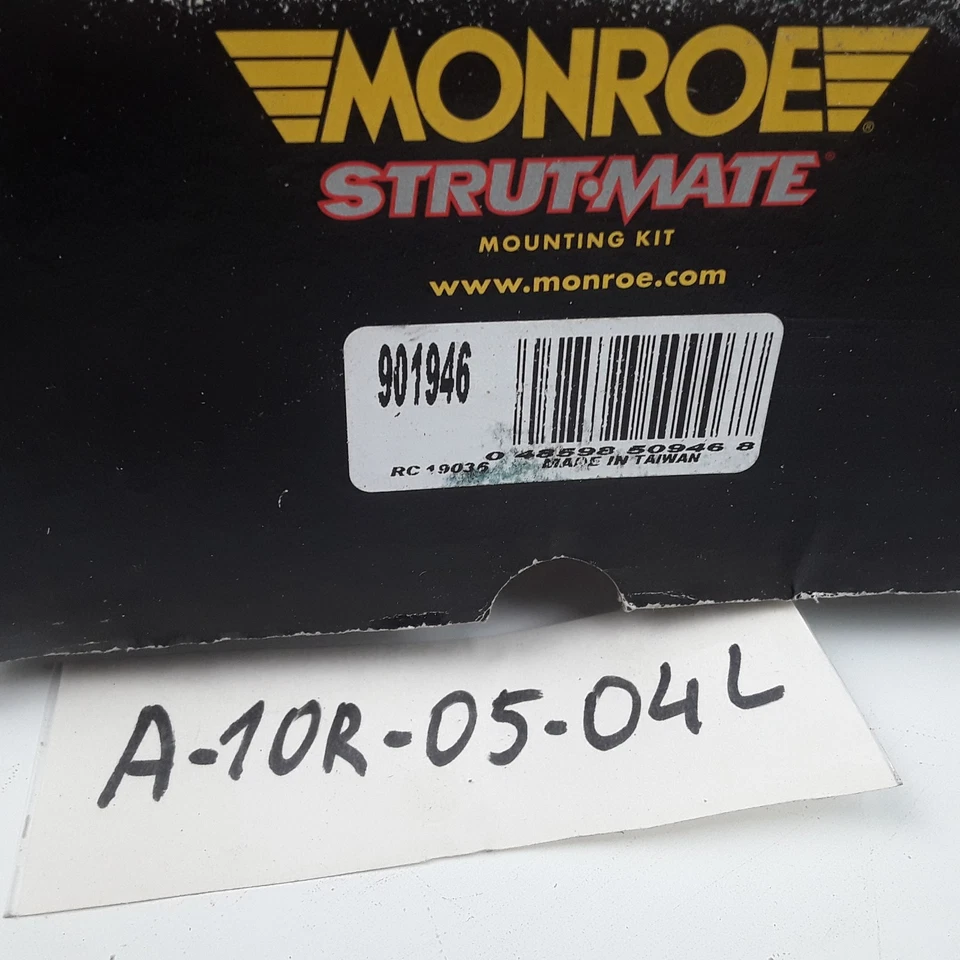 MONROE®
STRUT·MATE®
MOUNTING KIT
www.monroe.com
901946
0 48598 50946 8
RC 19036 MADE IN TAIWAN
A-10R-05-04L